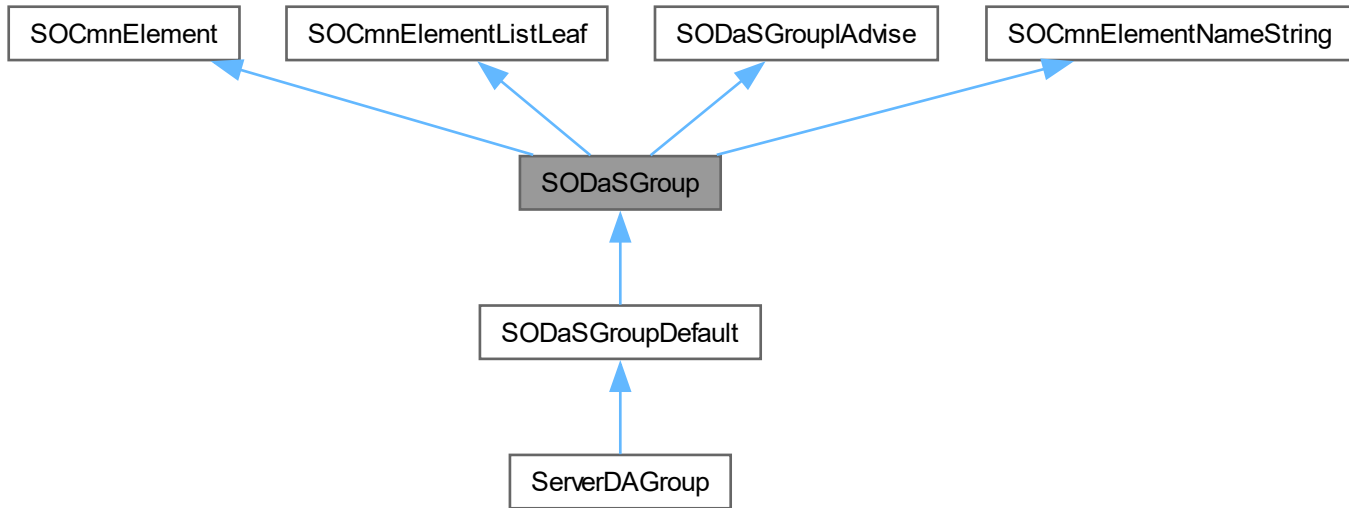 SOCmnElement
SOCmnElementListLeaf
SODaSGroupIAdvise
SOCmnElementNameString
SODaSGroup
SODaSGroupDefault
ServerDAGroup